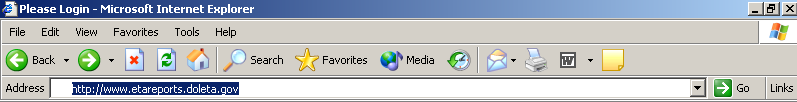 Please Login - Microsoft Internet Explorer
File Edit View Favorites Tools Help
Back Search Favorites Media W
Address http://www.etareports.doleta.gov Go Links